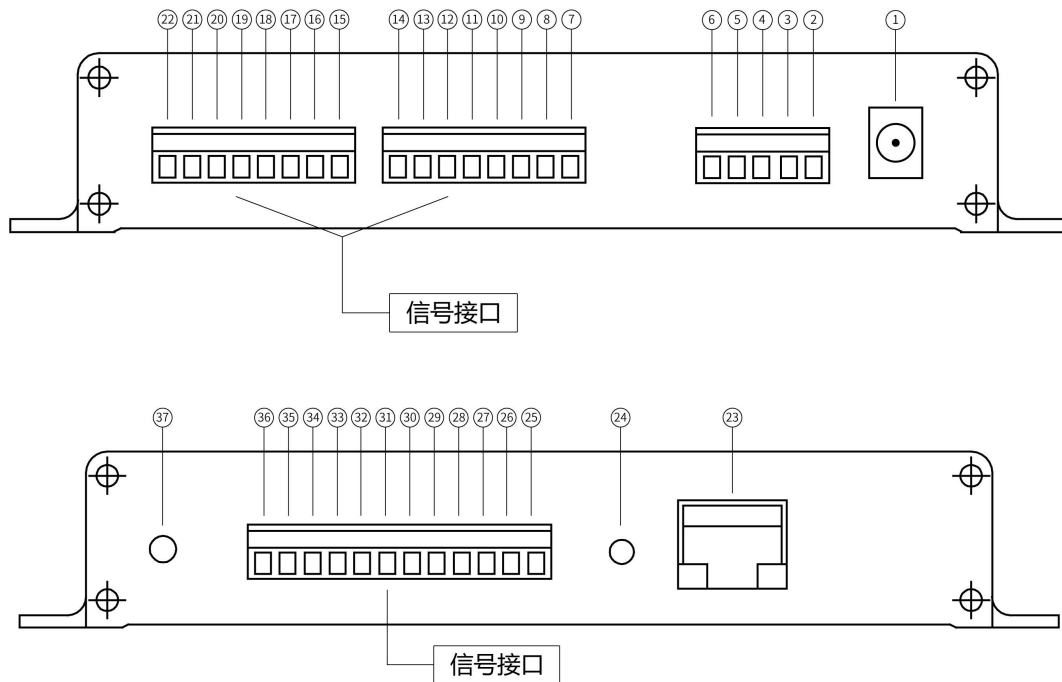 ㉒ ㉑ ⑳ ⑲ ⑱ ⑰ ⑯ ⑮ ⑭ ⑬ ⑫ ⑪ ⑩ ⑨ ⑧ ⑦ ⑥ ⑤ ④ ③ ② ①
信号接口
㊲ ㊱ ㉟ ㉞ ㉝ ㉜ ㉛ ㉚ ㉙ ㉘ ㉗ ㉖ ㉕ ㉔ ㉓
信号接口